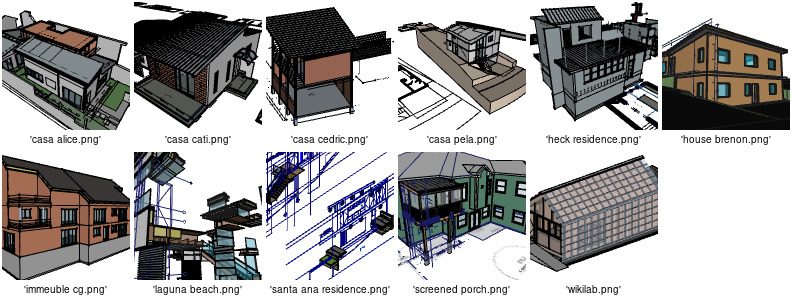 'casa alice.png'
'casa cati.png'
'casa cedric.png'
'casa pela.png'
'heck residence.png'
'house brenon.png'
'immeuble cg.png'
'laguna beach.png'
'santa ana residence.png'
'screened porch.png'
'wikilab.png'